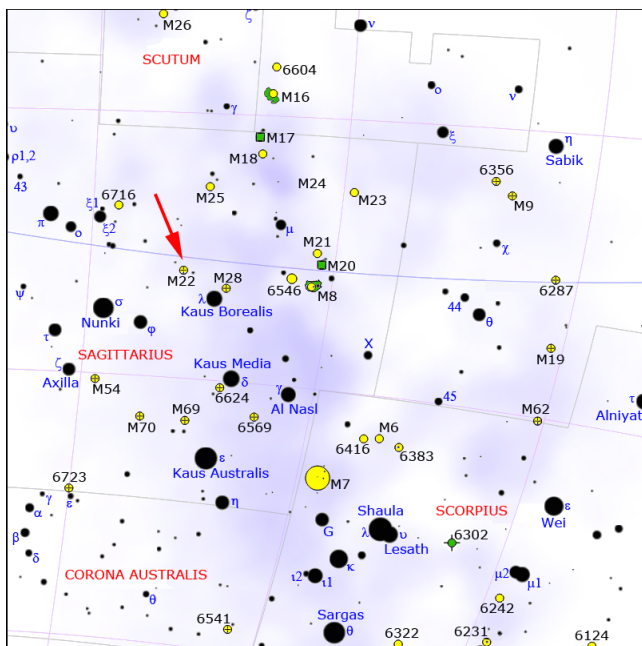 M26
ζ
ν
SCUTUM
6604
ο
ν
M16
γ
υ
M17
ξ
η
ρ1,2
M18
Sabik
43
M24
6356
6716
M25
M23
M9
ξ1
π
ο
ξ2
μ
χ
M21
M20
M22
M28
6546
M8
6287
ψ
λ
Kaus Borealis
44
σ
Nunki
φ
θ
τ
X
M19
SAGITTARIUS
ζ
Kaus Media
Axilla
δ
τ
M54
6624
γ
45
Al Nasl
Alniyat
M70
M69
6569
M62
6416
M6
6383
ε
Kaus Australis
6723
M7
γ
ε
α
η
Shaula
SCORPIUS
ε
G
λ
υ
6302
Wei
β
Lesath
δ
κ
CORONA AUSTRALIS
ι2
ι1
μ2
μ1
θ
6242
Sargas
6541
θ
6322
6231
6124
ζ